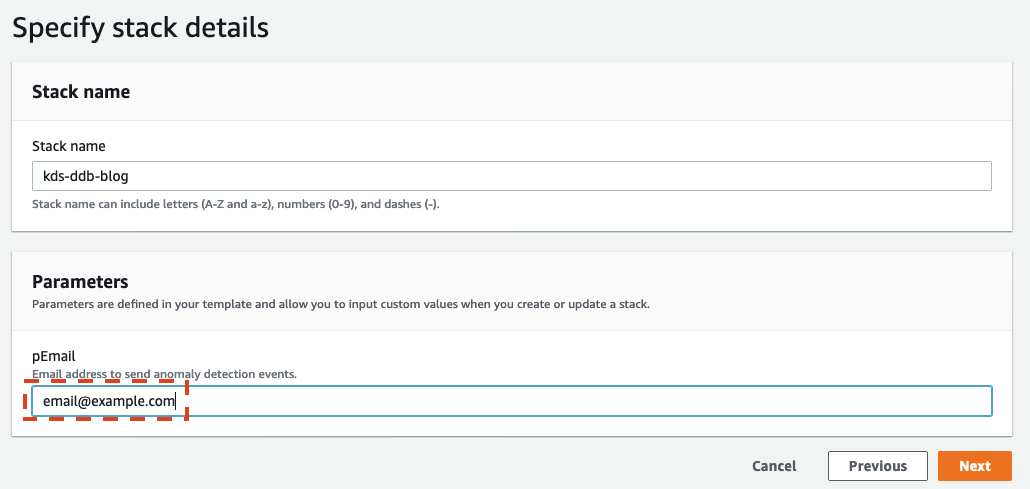 Specify stack details
Stack name
Stack name
kds-ddb-blog
Stack name can include letters (A-Z and a-z), numbers (0-9), and dashes (-).
Parameters
Parameters are defined in your template and allow you to input custom values when you create or update a stack.
pEmail
Email address to send anomaly detection events.
email@example.com
Cancel Previous Next